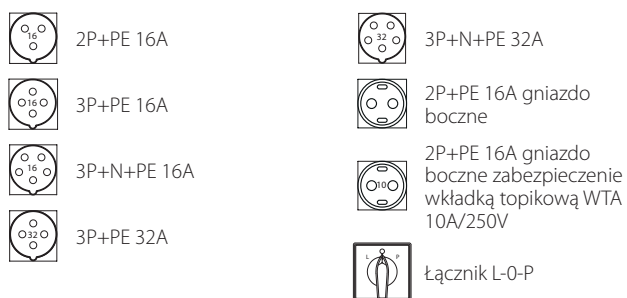 16
2P+PE 16A
16
3P+PE 16A
16
3P+N+PE 16A
32
3P+PE 32A
32
3P+N+PE 32A
2P+PE 16A gniazdo
boczne
10
2P+PE 16A gniazdo
boczne zabezpieczenie
wkładką topikową WTA
10A/250V
L 0 P
Łącznik L-0-P